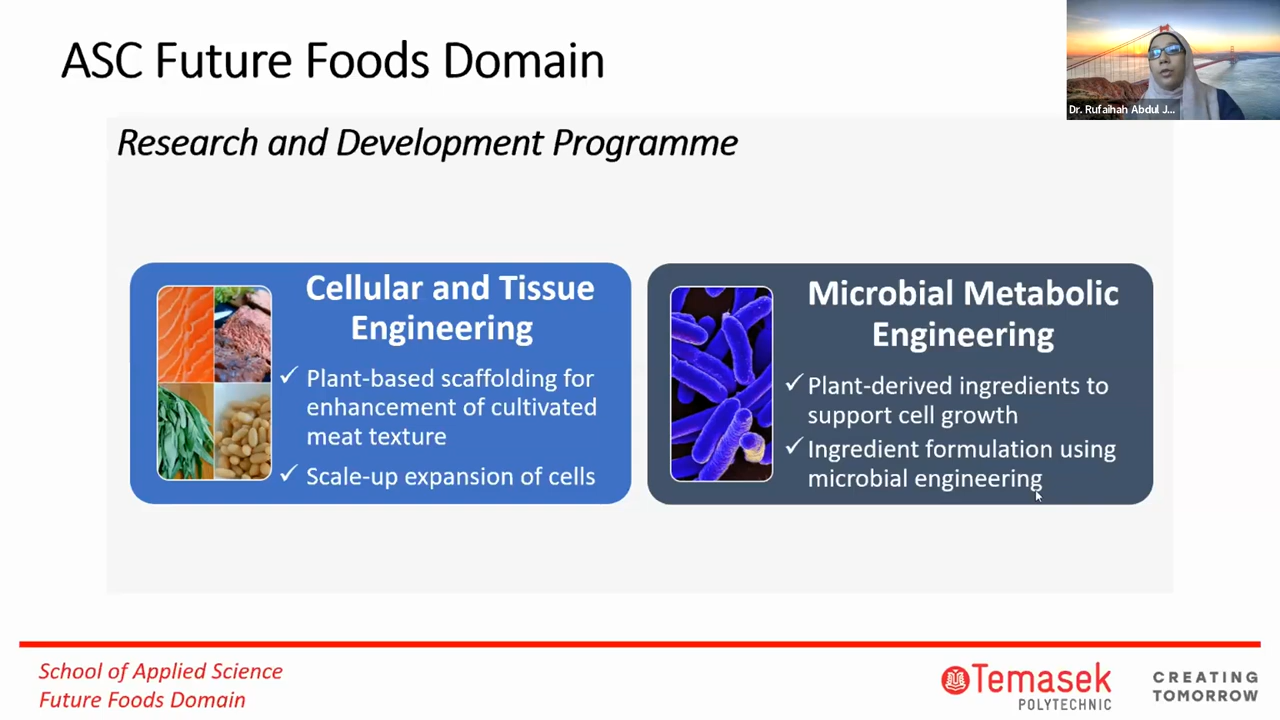 ASC Future Foods Domain
Dr. Rufaihah Abdul J...
Research and Development Programme
Cellular and Tissue
Engineering
✓ Plant-based scaffolding for
enhancement of cultivated
meat texture
✓ Scale-up expansion of cells
Microbial Metabolic
Engineering
✓ Plant-derived ingredients to
support cell growth
✓ Ingredient formulation using
microbial engineering
School of Applied Science
Future Foods Domain
Temasek
POLYTECHNIC
CREATING
TOMORROW